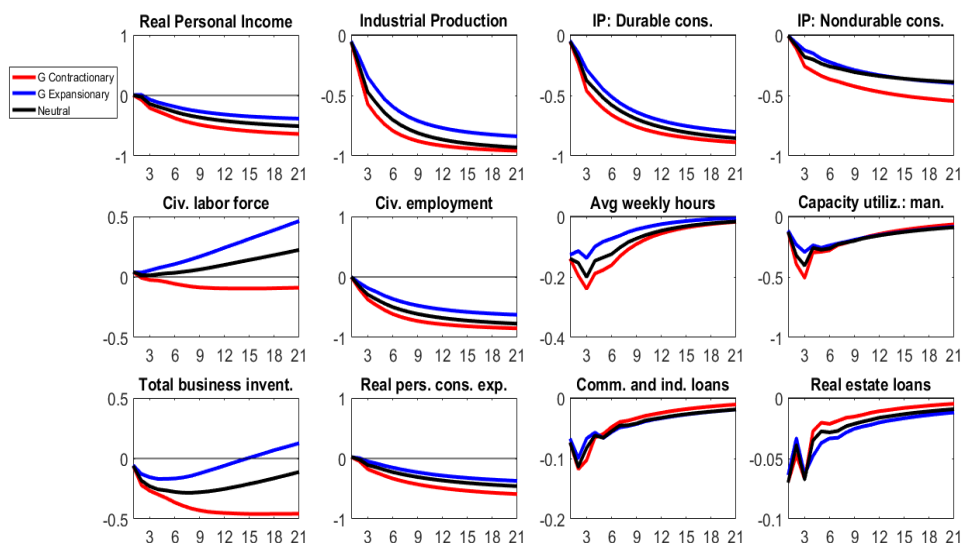 Real Personal Income
Industrial Production
IP: Durable cons.
IP: Nondurable cons.
G Contractionary
G Expansionary
Neutral
1
0
-1
3 6 9 12 15 18 21
0
-0.5
-1
3 6 9 12 15 18 21
0
-0.5
-1
3 6 9 12 15 18 21
0
-0.5
-1
3 6 9 12 15 18 21
Civ. labor force
Civ. employment
Avg weekly hours
Capacity utiliz.: man.
0.5
0
-0.5
3 6 9 12 15 18 21
1
0
-1
3 6 9 12 15 18 21
0
-0.2
-0.4
3 6 9 12 15 18 21
0
-0.5
-1
3 6 9 12 15 18 21
Total business invent.
Real pers. cons. exp.
Comm. and ind. loans
Real estate loans
0.5
0
-0.5
3 6 9 12 15 18 21
1
0
-1
3 6 9 12 15 18 21
0
-0.1
-0.2
3 6 9 12 15 18 21
0
-0.05
-0.1
3 6 9 12 15 18 21